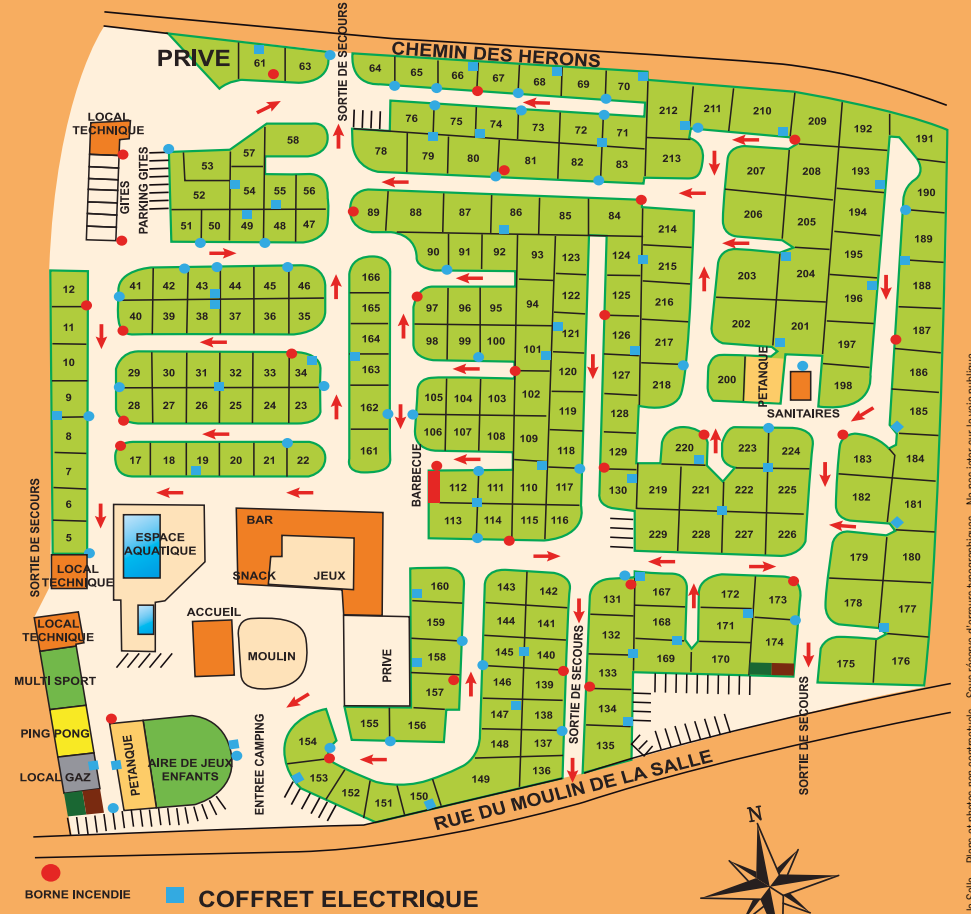 CHEMIN DES HERONS
PRIVE
SORTIE DE SECOURS
61 63 64 65 66 67 68 69 70
76 75 74 73 72 71
78 79 80 81 82 83
212 211 210 209 192 191
213 207 208 193 190
206 205 194 189
203 204 195 188
202 201 196 187
197 186
200 198 185
PETANQUE
SANITAIRES
LOCAL
TECHNIQUE
GITES
PARKING GITES
58
57
53
52 54 55 56
51 50 49 48 47
89 88 87 86 85 84
90 91 92 93 123 124 214
215
97 96 95 94 122 125 216
98 99 100 101 121 126 217
120 127 218
105 104 103 102 119 128
106 107 108 109 118 129
112 111 110 117 130
113 114 115 116
BARBECUE
166
165
164
163
162
161
12
11
10
9
8
7
6
5
41 42 43 44 45 46
40 39 38 37 36 35
29 30 31 32 33 34
28 27 26 25 24 23
17 18 19 20 21 22
220 223 224
219 221 222 225
229 228 227 226
183 184
182 181
179 180
178 177
175 176
SORTIE DE SECOURS
LOCAL
TECHNIQUE
ESPACE
AQUATIQUE
BAR
SNACK
JEUX
ACCUEIL
MOULIN
PRIVE
LOCAL
TECHNIQUE
MULTI SPORT
PING PONG
LOCAL GAZ
PETANQUE
AIRE DE JEUX
ENFANTS
ENTREE CAMPING
160
159
158
157
156
155
154
153
152
151
150
149
143 142
144 141
145 140
146 139
147 138
148 137
136
SORTIE DE SECOURS
131
132
133
134
135
167
168
169 170
171
172 173
174
SORTIE DE SECOURS
RUE DU MOULIN DE LA SALLE
N
BORNE INCENDIE
COFFRET ELECTRIQUE